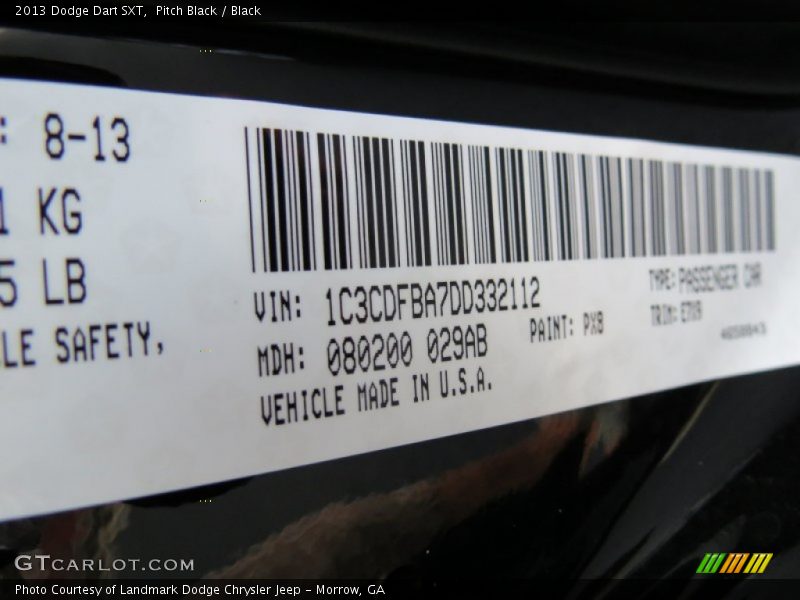 2013 Dodge Dart SXT, Pitch Black / Black
: 8-13
1 KG
5 LB
LE SAFETY,
VIN: 1C3CDFBA7DD332112
TYPE: PASSENGER CAR
MDH: 080200 029AB
PAINT: PX8
TRIM:
VEHICLE MADE IN U.S.A.
GTCARLOT.COM
Photo Courtesy of Landmark Dodge Chrysler Jeep - Morrow, GA